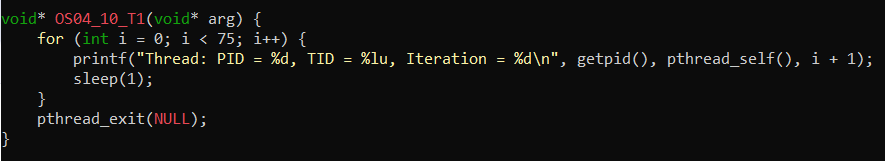 void* OS04_10_T1(void* arg) {
    for (int i = 0; i < 75; i++) {
        printf("Thread: PID = %d, TID = %lu, Iteration = %d\n", getpid(), pthread_self(), i + 1);
        sleep(1);
    }
    pthread_exit(NULL);
}